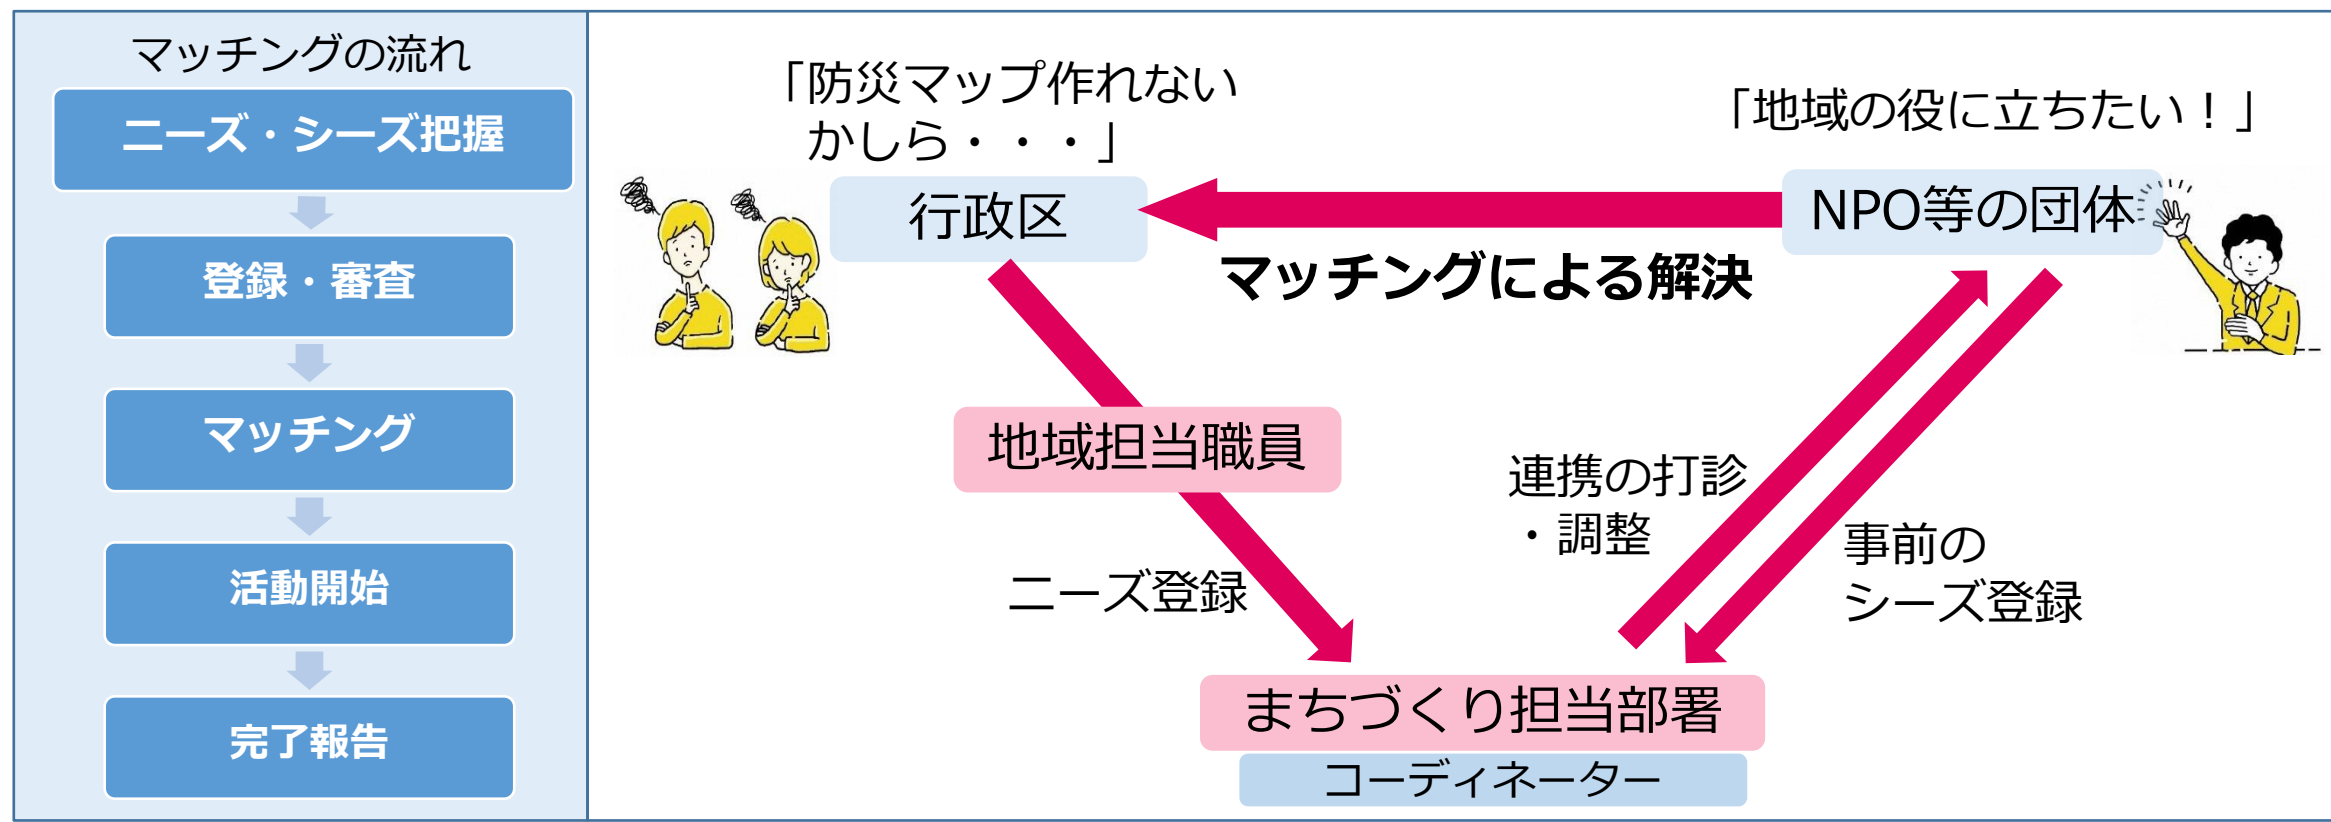 マッチングの流れ
ニーズ・シーズ把握
登録・審査
マッチング
活動開始
完了報告
「防災マップ作れない
かしら・・・」
行政区
「地域の役に立ちたい！」
NPO等の団体
マッチングによる解決
地域担当職員
ニーズ登録
連携の打診
・調整
事前の
シーズ登録
まちづくり担当部署
コーディネーター